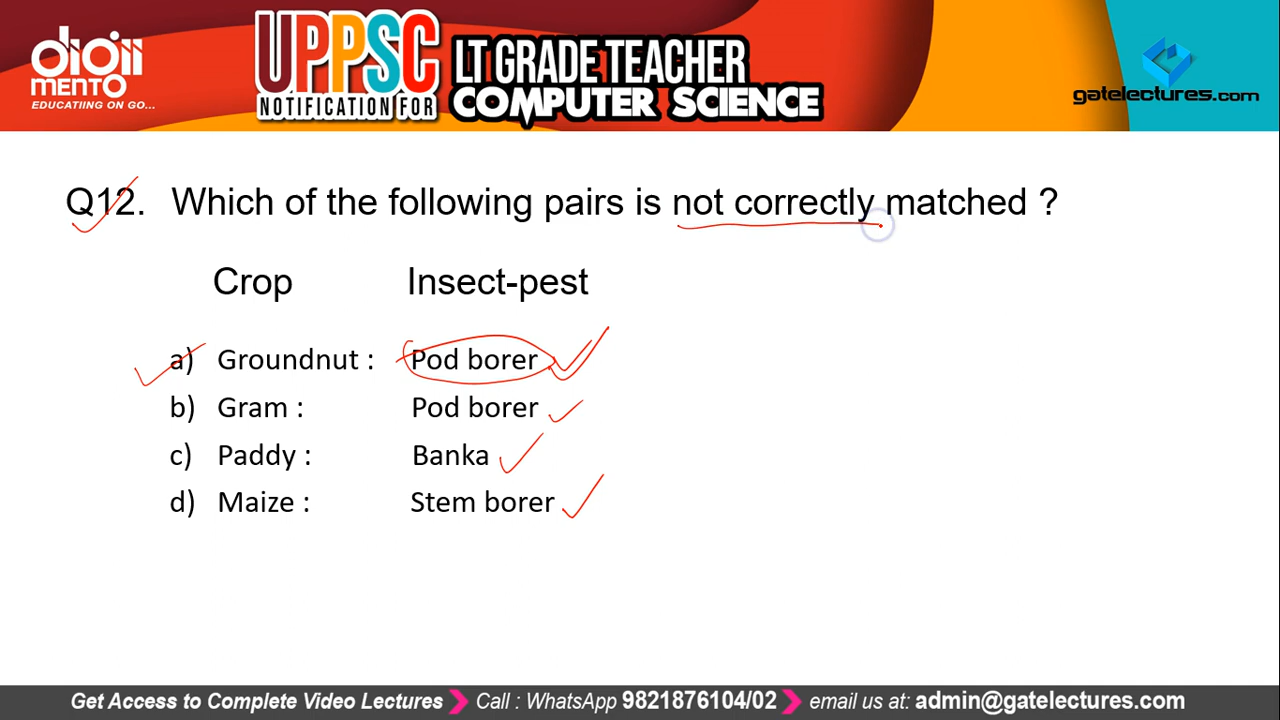 digii
MENTO
EDUCATIING ON GO...
UPPSC
NOTIFICATION FOR
LT GRADE TEACHER
COMPUTER SCIENCE
gatelectures.com
Q12. Which of the following pairs is not correctly matched ?
Crop Insect-pest
a) Groundnut : Pod borer
b) Gram : Pod borer
c) Paddy : Banka
d) Maize : Stem borer
Get Access to Complete Video Lectures Call : WhatsApp 9821876104/02 email us at: admin@gatelectures.com